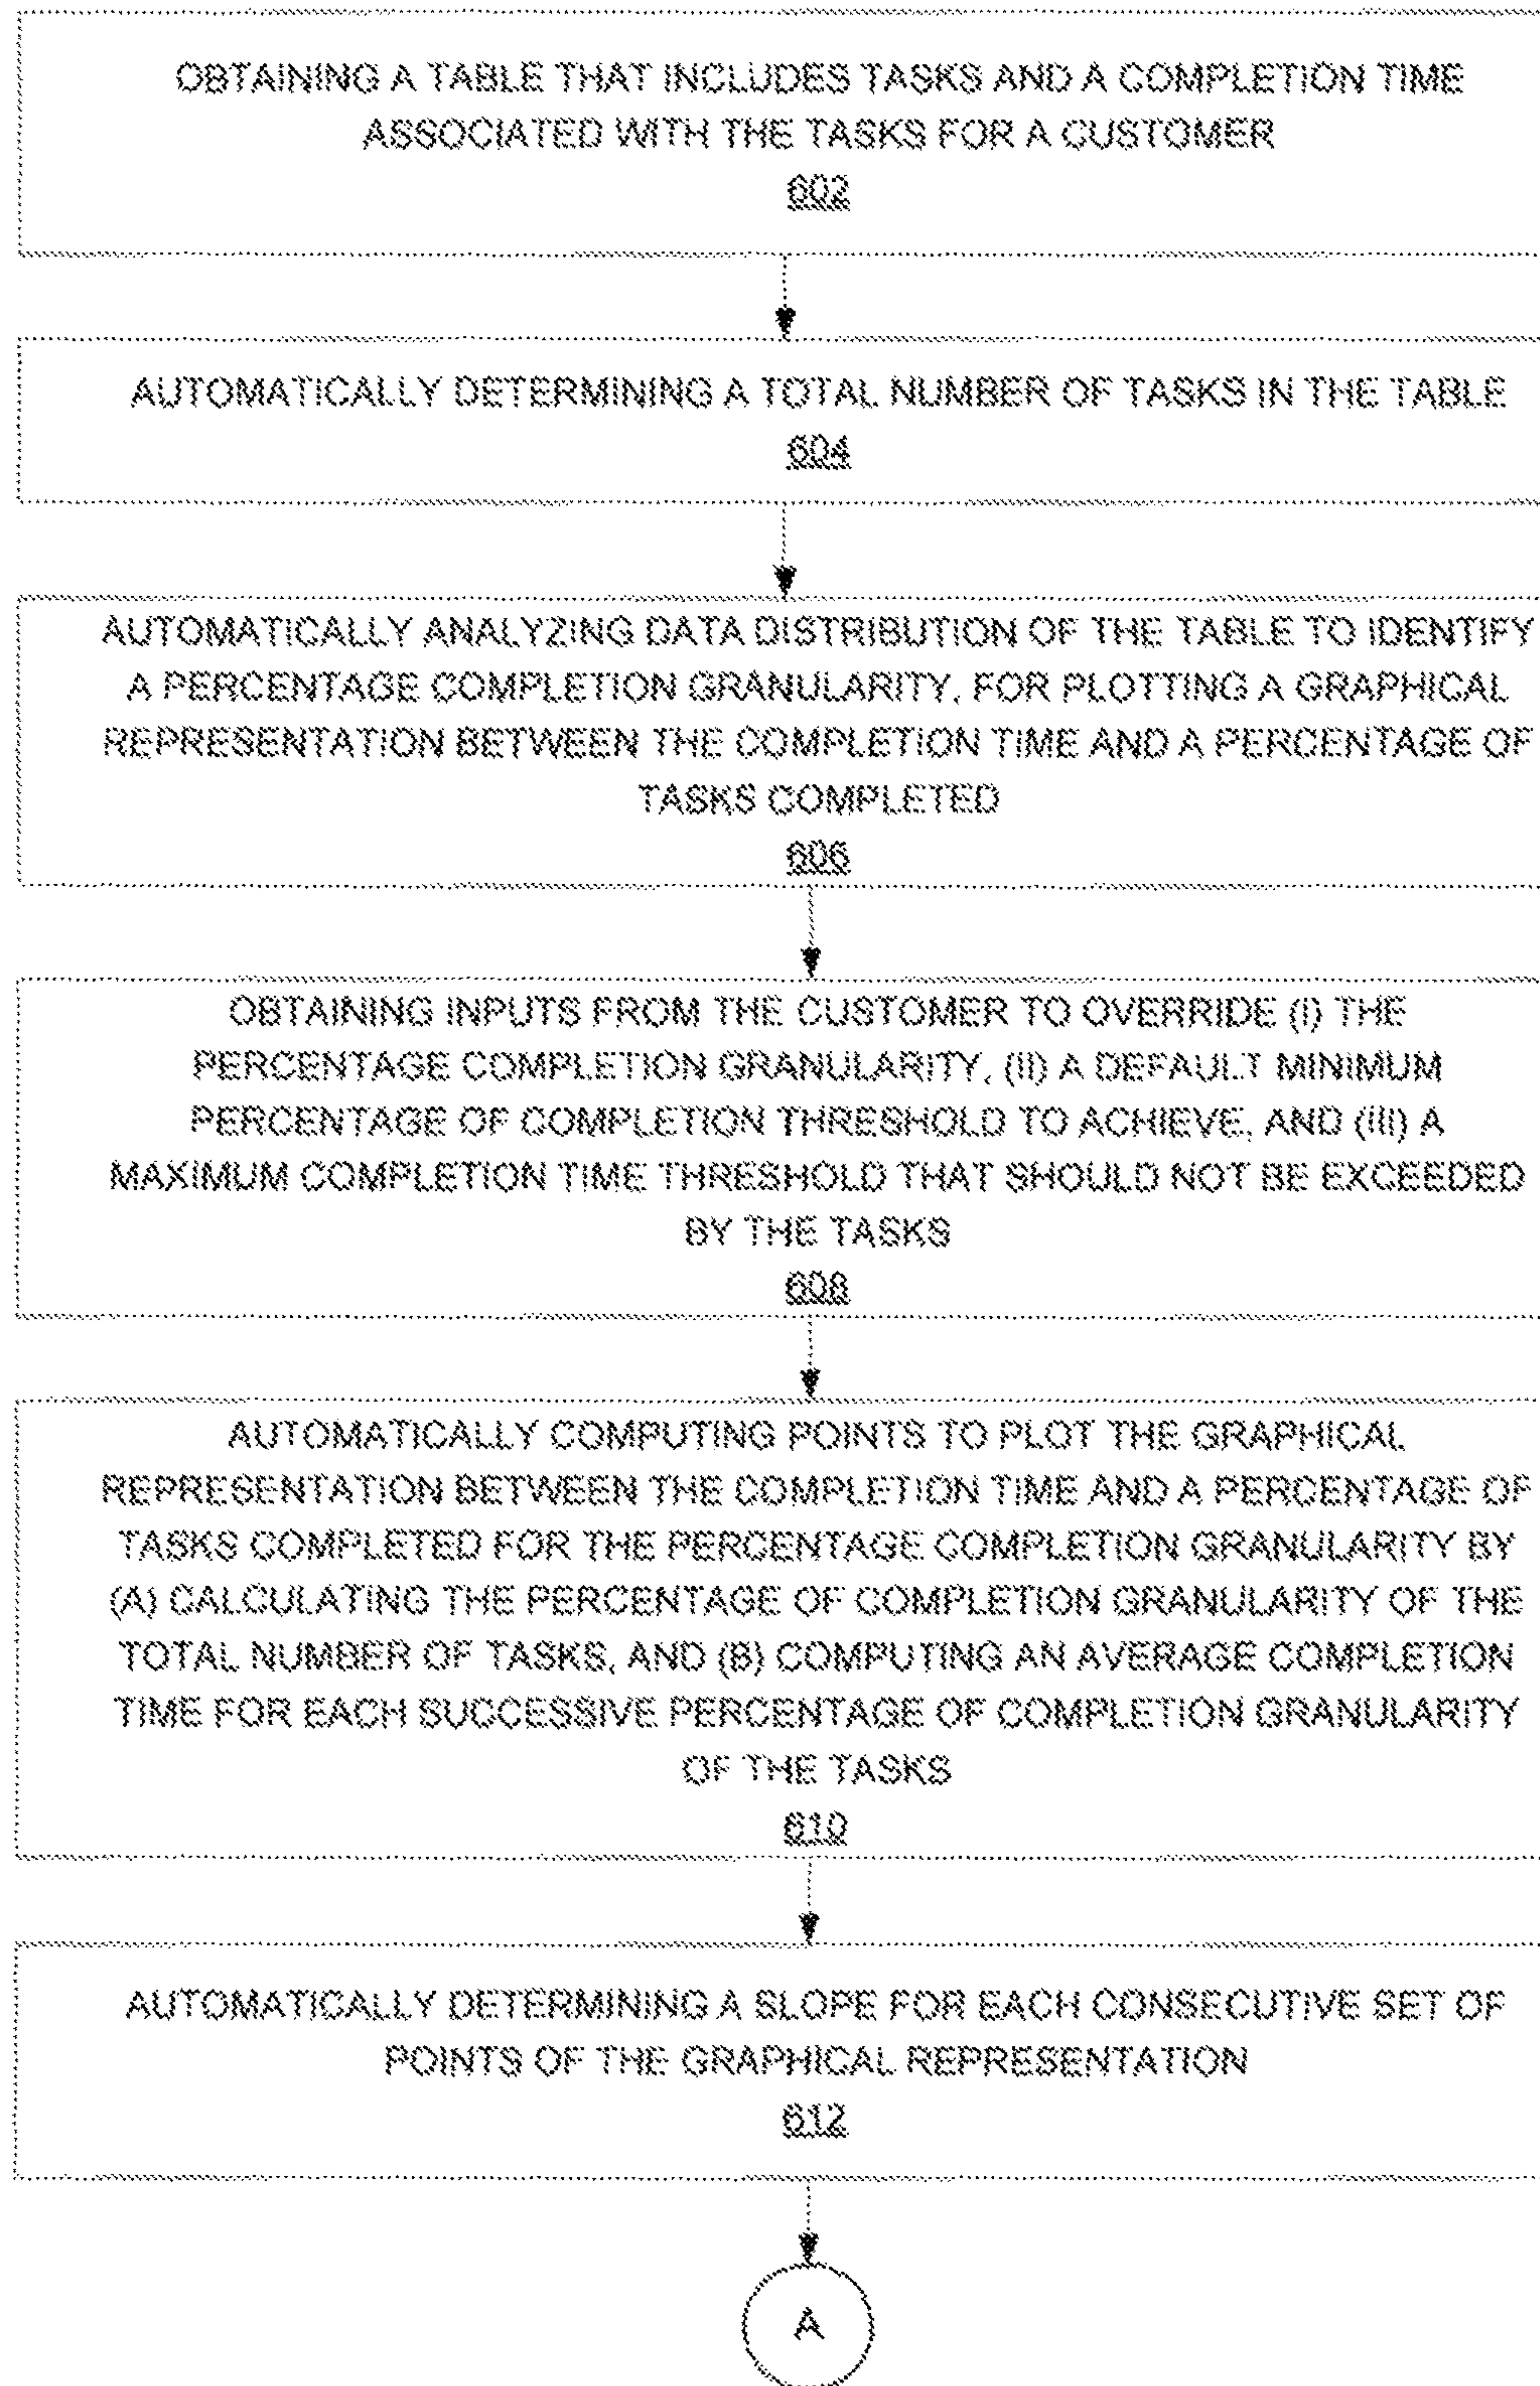 OBTAINING A TABLE THAT INCLUDES TASKS AND A COMPLETION TIME
ASSOCIATED WITH THE TASKS FOR A CUSTOMER
602
AUTOMATICALLY DETERMINING A TOTAL NUMBER OF TASKS IN THE TABLE
604
AUTOMATICALLY ANALYZING DATA DISTRIBUTION OF THE TABLE TO IDENTIFY
A PERCENTAGE COMPLETION GRANULARITY, FOR PLOTTING A GRAPHICAL
REPRESENTATION BETWEEN THE COMPLETION TIME AND A PERCENTAGE OF
TASKS COMPLETED
606
OBTAINING INPUTS FROM THE CUSTOMER TO OVERRIDE (I) THE
PERCENTAGE COMPLETION GRANULARITY, (II) A DEFAULT MINIMUM
PERCENTAGE OF COMPLETION THRESHOLD TO ACHIEVE, AND (III) A
MAXIMUM COMPLETION TIME THRESHOLD THAT SHOULD NOT BE EXCEEDED
BY THE TASKS
608
AUTOMATICALLY COMPUTING POINTS TO PLOT THE GRAPHICAL
REPRESENTATION BETWEEN THE COMPLETION TIME AND A PERCENTAGE OF
TASKS COMPLETED FOR THE PERCENTAGE COMPLETION GRANULARITY BY
(A) CALCULATING THE PERCENTAGE OF COMPLETION GRANULARITY OF THE
TOTAL NUMBER OF TASKS, AND (B) COMPUTING AN AVERAGE COMPLETION
TIME FOR EACH SUCCESSIVE PERCENTAGE OF COMPLETION GRANULARITY
OF THE TASKS
610
AUTOMATICALLY DETERMINING A SLOPE FOR EACH CONSECUTIVE SET OF
POINTS OF THE GRAPHICAL REPRESENTATION
612
A